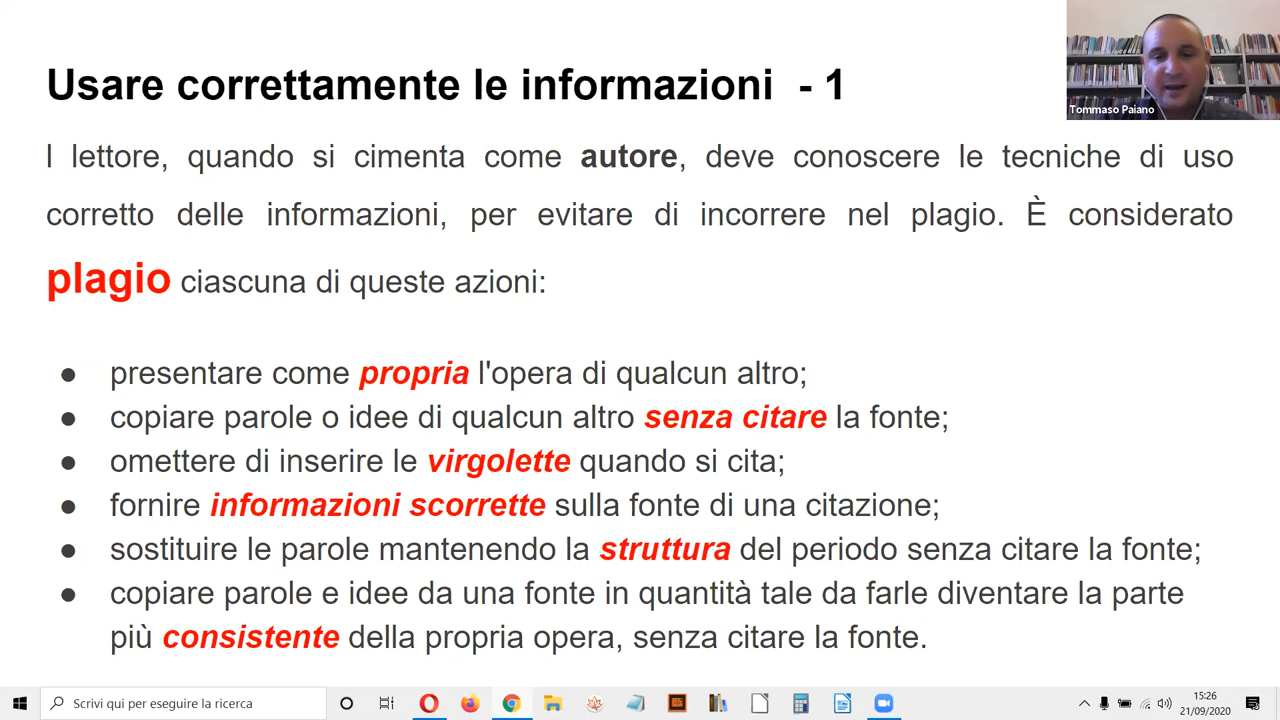 Usare correttamente le informazioni - 1
Tommaso Paiano
l lettore, quando si cimenta come autore, deve conoscere le tecniche di uso
corretto delle informazioni, per evitare di incorrere nel plagio. È considerato
plagio ciascuna di queste azioni:
● presentare come propria l'opera di qualcun altro;
● copiare parole o idee di qualcun altro senza citare la fonte;
● omettere di inserire le virgolette quando si cita;
● fornire informazioni scorrette sulla fonte di una citazione;
● sostituire le parole mantenendo la struttura del periodo senza citare la fonte;
● copiare parole e idee da una fonte in quantità tale da farle diventare la parte
più consistente della propria opera, senza citare la fonte.
Scrivi qui per eseguire la ricerca
15:26
21/09/2020